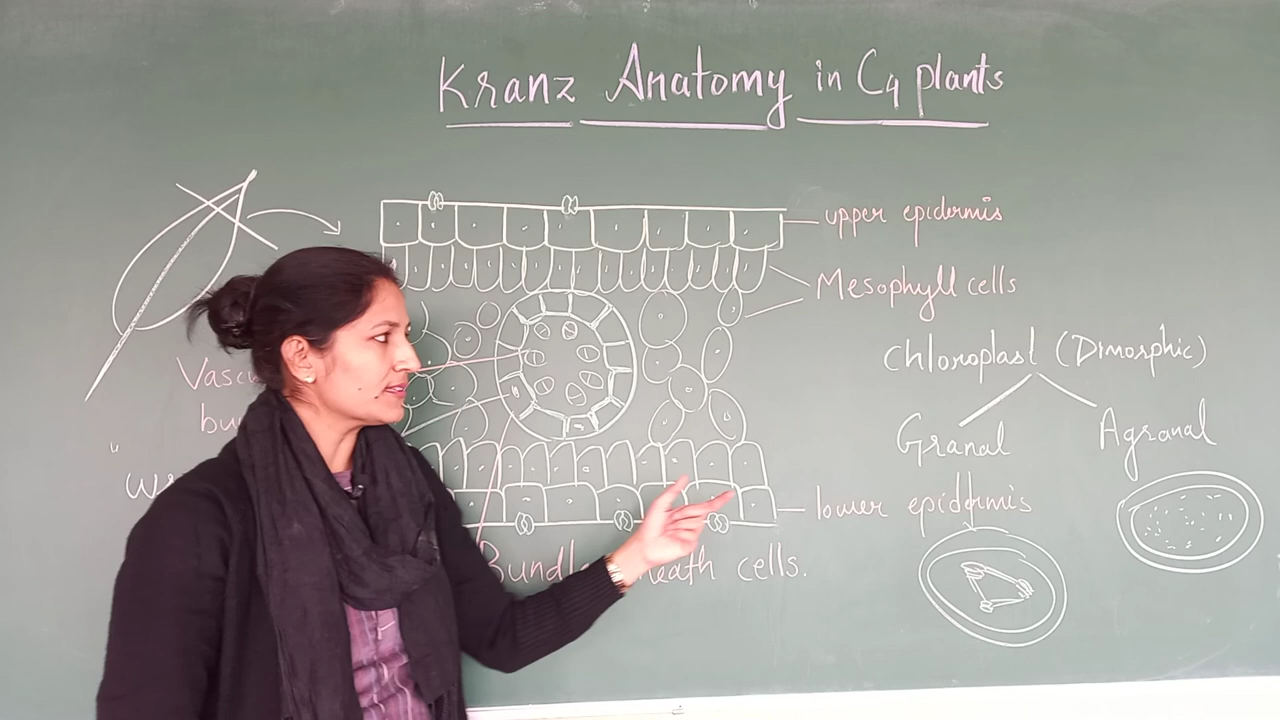 Kranz Anatomy in C4 plants
upper epidermis
Mesophyll cells
Chloroplast (Dimorphic)
Granal
Agranal
lower epidermis
cells.